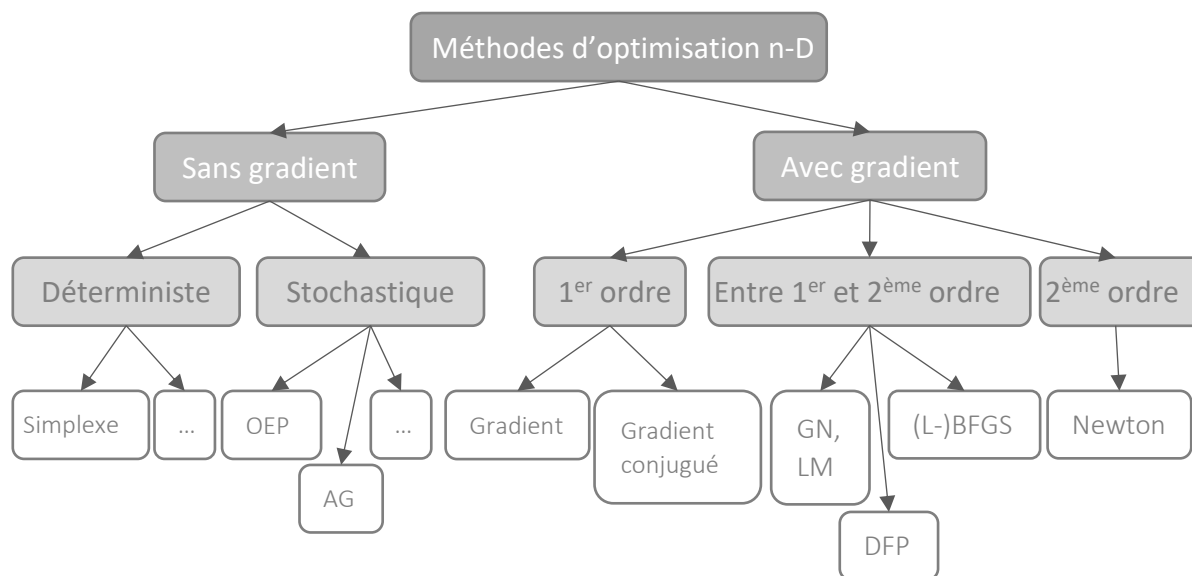 Méthodes d’optimisation n-D
Sans gradient
Avec gradient
Déterministe
Stochastique
1er ordre
Entre 1er et 2ème ordre
2ème ordre
Simplexe
...
OEP
...
Gradient
Gradient
conjugué
GN,
LM
(L-)BFGS
Newton
AG
DFP